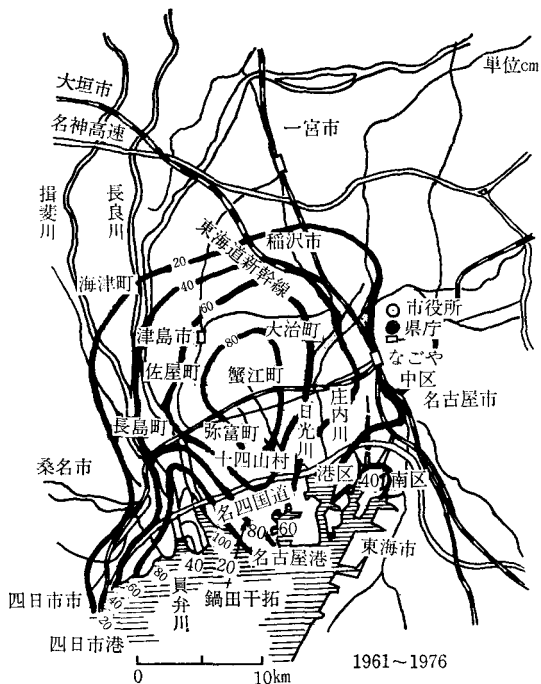 単位cm
大垣市
名神高速
一宮市
揖斐川
長良川
東海道新幹線
稲沢市
20
40
60
80
海津町
津島市
大治町
市役所
県庁
なごや
中区
名古屋市
佐屋町
蟹江町
長島町
弥富町
日光川
庄内川
十四山村
港区
40
南区
桑名市
名四国道
100
80
60
名古屋港
東海市
80
60
40
20
40
20
員弁川
鍋田干拓
四日市市
四日市港
0
10km
1961～1976